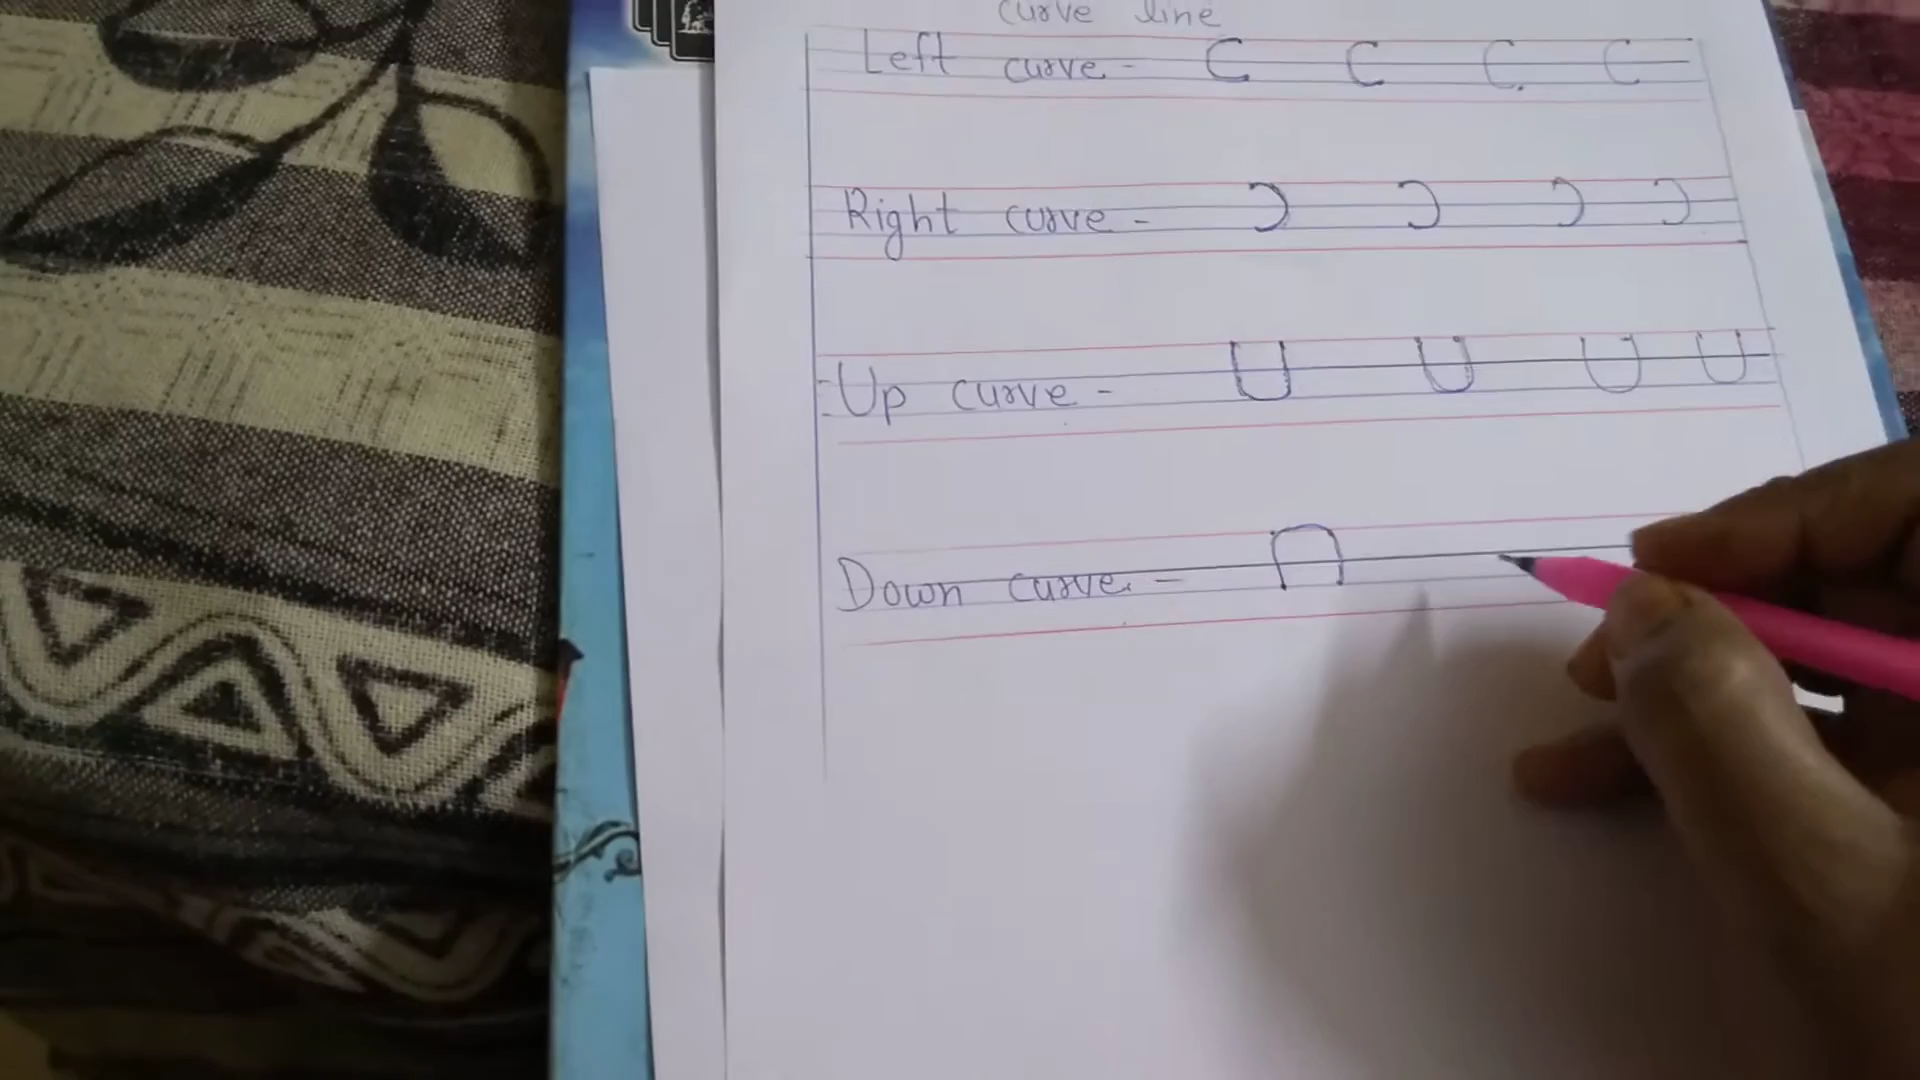 curve line
Left curve - C C C. C
Right curve - Ɔ Ɔ Ɔ Ɔ
Up curve - U U U U
Down curve. - ∩